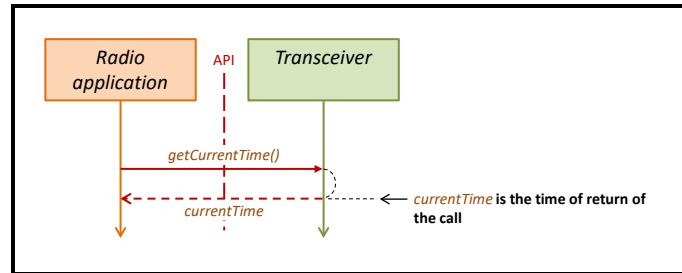 Radio
application
API
Transceiver
getCurrentTime()
currentTime
currentTime is the time of return of
the call